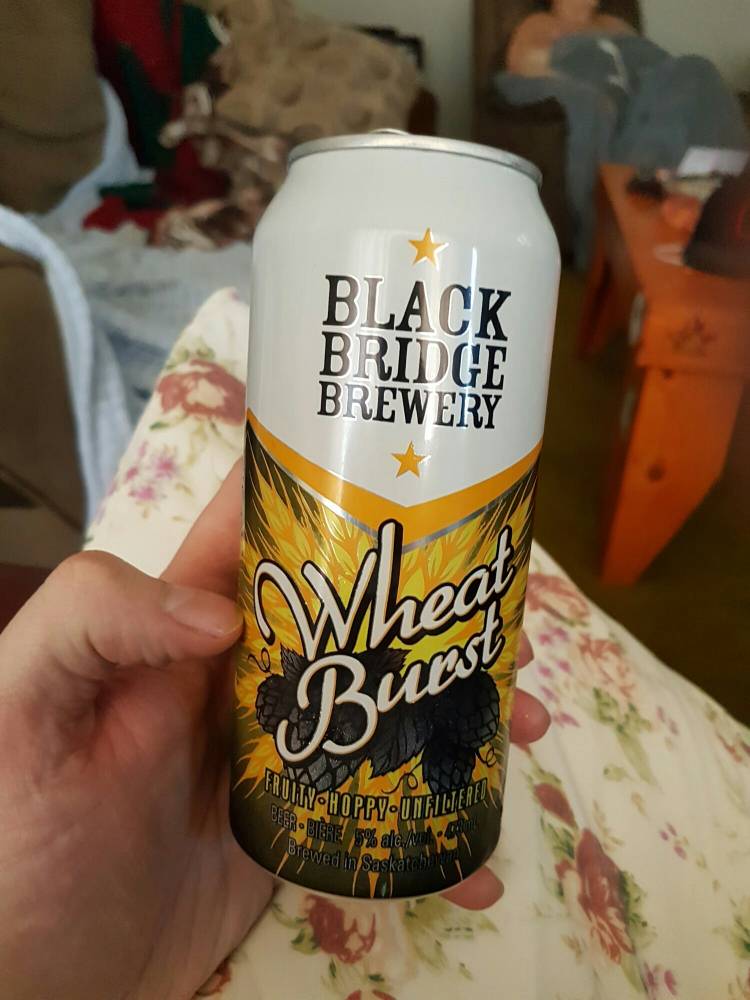 BLACK
BRIDGE
BREWERY
Wheat
Burst
FRUITY • HOPPY • UNFILTERED
BEER • BIÈRE 5% alc./vol. •
Brewed in Saskatchewan